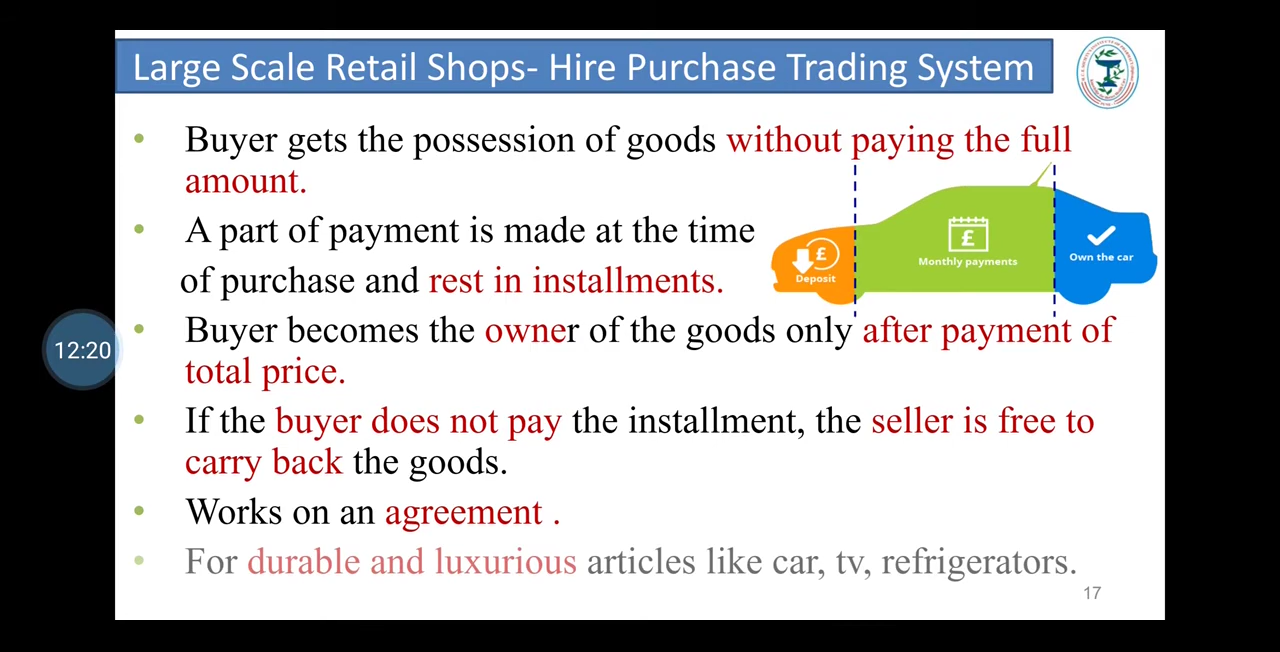 Large Scale Retail Shops- Hire Purchase Trading System
• Buyer gets the possession of goods without paying the full
amount.
• A part of payment is made at the time
of purchase and rest in installments.
£
Deposit
£
Monthly payments
Own the car
• Buyer becomes the owner of the goods only after payment of
total price.
12:20
• If the buyer does not pay the installment, the seller is free to
carry back the goods.
• Works on an agreement .
• For durable and luxurious articles like car, tv, refrigerators.
17